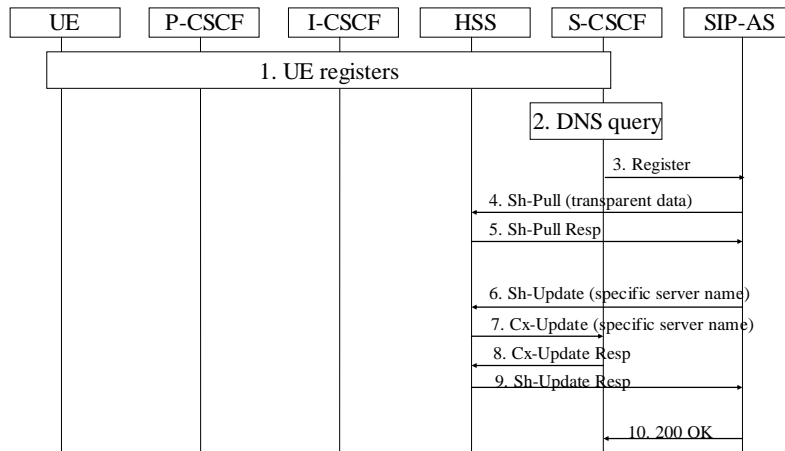 UE
P-CSCF
I-CSCF
HSS
S-CSCF
SIP-AS
1. UE registers
2. DNS query
3. Register
4. Sh-Pull (transparent data)
5. Sh-Pull Resp
6. Sh-Update (specific server name)
7. Cx-Update (specific server name)
8. Cx-Update Resp
9. Sh-Update Resp
10. 200 OK